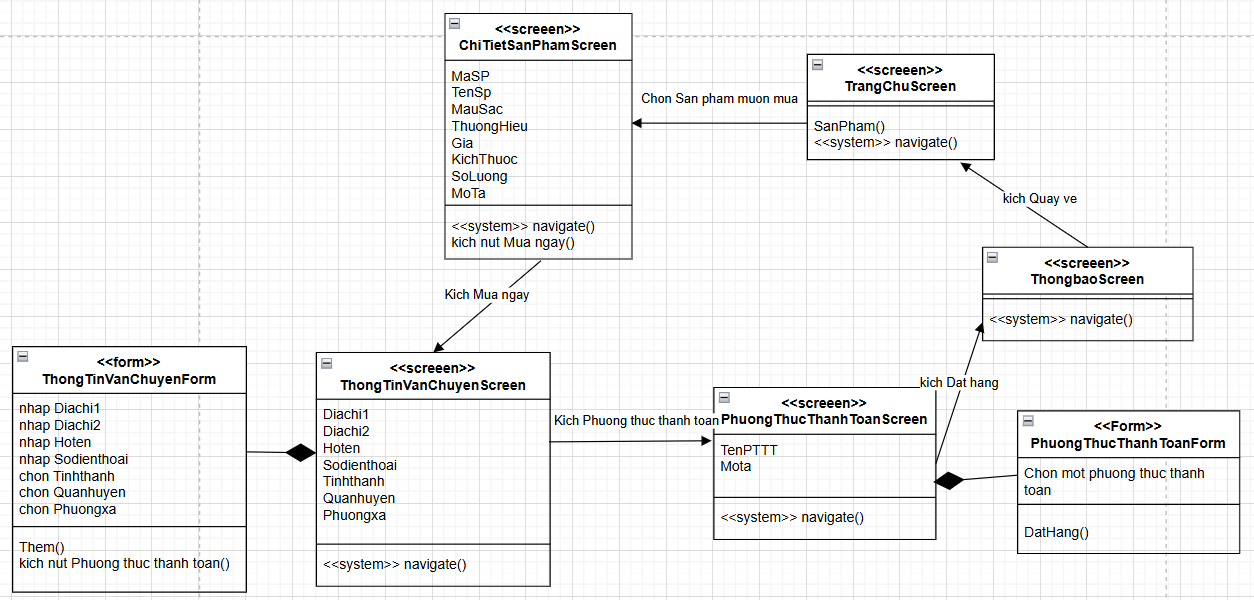 <<screeen>>
ChiTietSanPhamScreen
MaSP
TenSp
MauSac
ThuongHieu
Gia
KichThuoc
SoLuong
MoTa
<<system>> navigate()
kich nut Mua ngay()
Chon San pham muon mua
<<screeen>>
TrangChuScreen
SanPham()
<<system>> navigate()
kich Quay ve
<<screeen>>
ThongbaoScreen
<<system>> navigate()
Kich Mua ngay
<<form>>
ThongTinVanChuyenForm
nhap Diachi1
nhap Diachi2
nhap Hoten
nhap Sodienthoai
chon Tinhthanh
chon Quanhuyen
chon Phuongxa
Them()
kich nut Phuong thuc thanh toan()
<<screeen>>
ThongTinVanChuyenScreen
Diachi1
Diachi2
Hoten
Sodienthoai
Tinhthanh
Quanhuyen
Phuongxa
<<system>> navigate()
Kich Phuong thuc thanh toan
<<screeen>>
PhuongThucThanhToanScreen
TenPTTT
Mota
<<system>> navigate()
kich Dat hang
<<Form>>
PhuongThucThanhToanForm
Chon mot phuong thuc thanh
toan
DatHang()